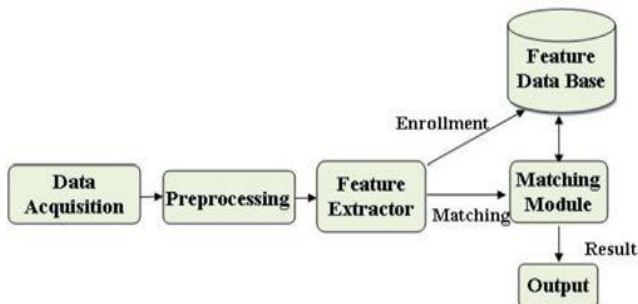 Feature
Data Base
Enrollment
Data
Acquisition
Preprocessing
Feature
Extractor
Matching
Matching
Module
Result
Output